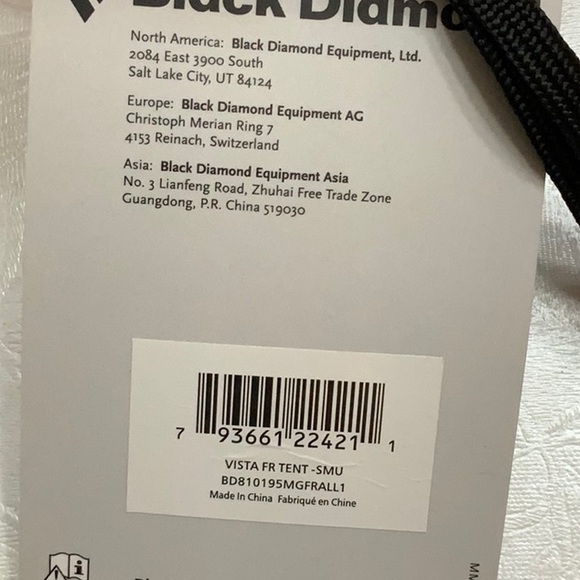 Black Diamo
North America: Black Diamond Equipment, Ltd.
2084 East 3900 South
Salt Lake City, UT 84124
Europe: Black Diamond Equipment AG
Christoph Merian Ring 7
4153 Reinach, Switzerland
Asia: Black Diamond Equipment Asia
No. 3 Lianfeng Road, Zhuhai Free Trade Zone
Guangdong, P.R. China 519030
7 93661 22421 1
VISTA FR TENT -SMU
BD810195MGFRALL1
Made In China Fabriqué en Chine
i